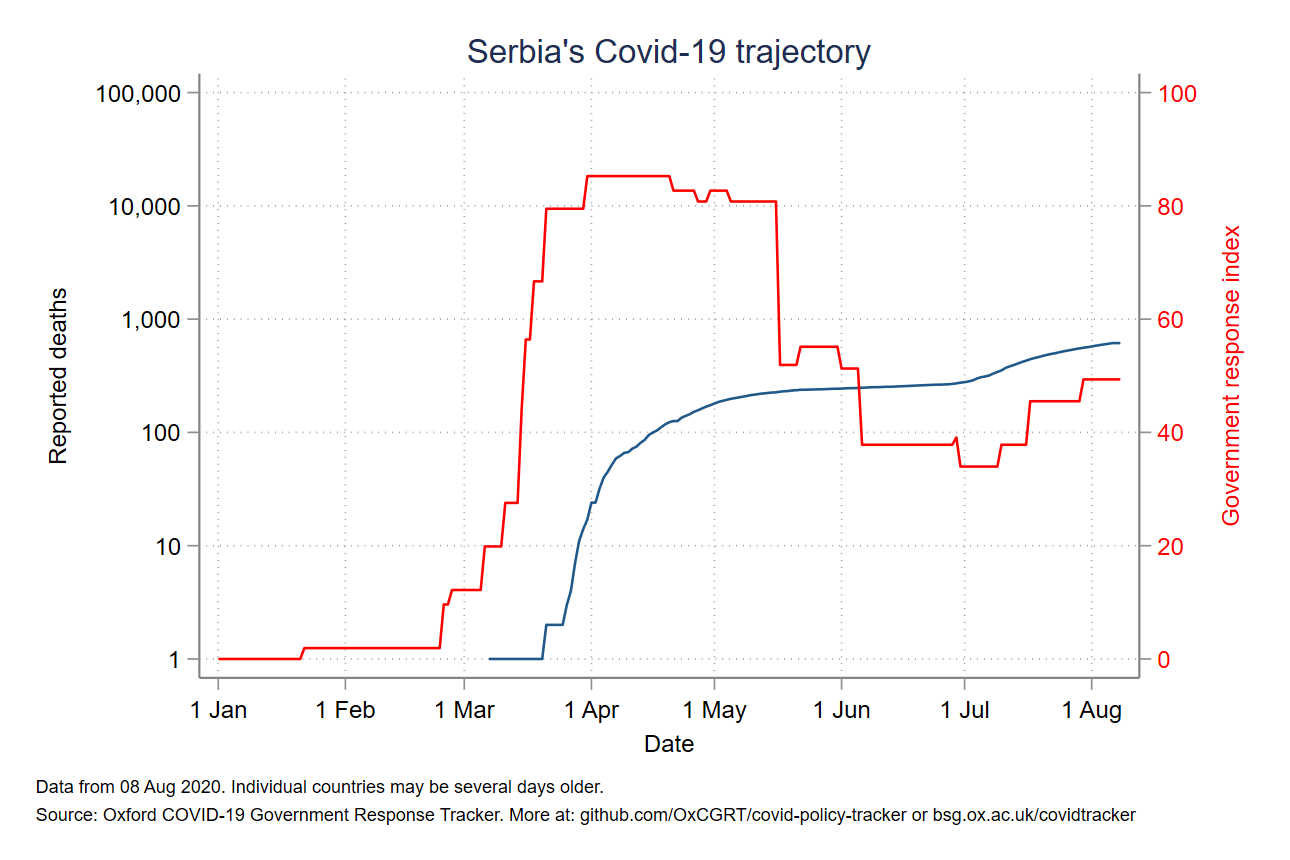 Serbia's Covid-19 trajectory
100,000
10,000
1,000
100
10
1
Reported deaths
100
80
60
40
20
0
Government response index
1 Jan 1 Feb 1 Mar 1 Apr 1 May 1 Jun 1 Jul 1 Aug
Date
Data from 08 Aug 2020. Individual countries may be several days older.
Source: Oxford COVID-19 Government Response Tracker. More at: github.com/OxCGRT/covid-policy-tracker or bsg.ox.ac.uk/covidtracker